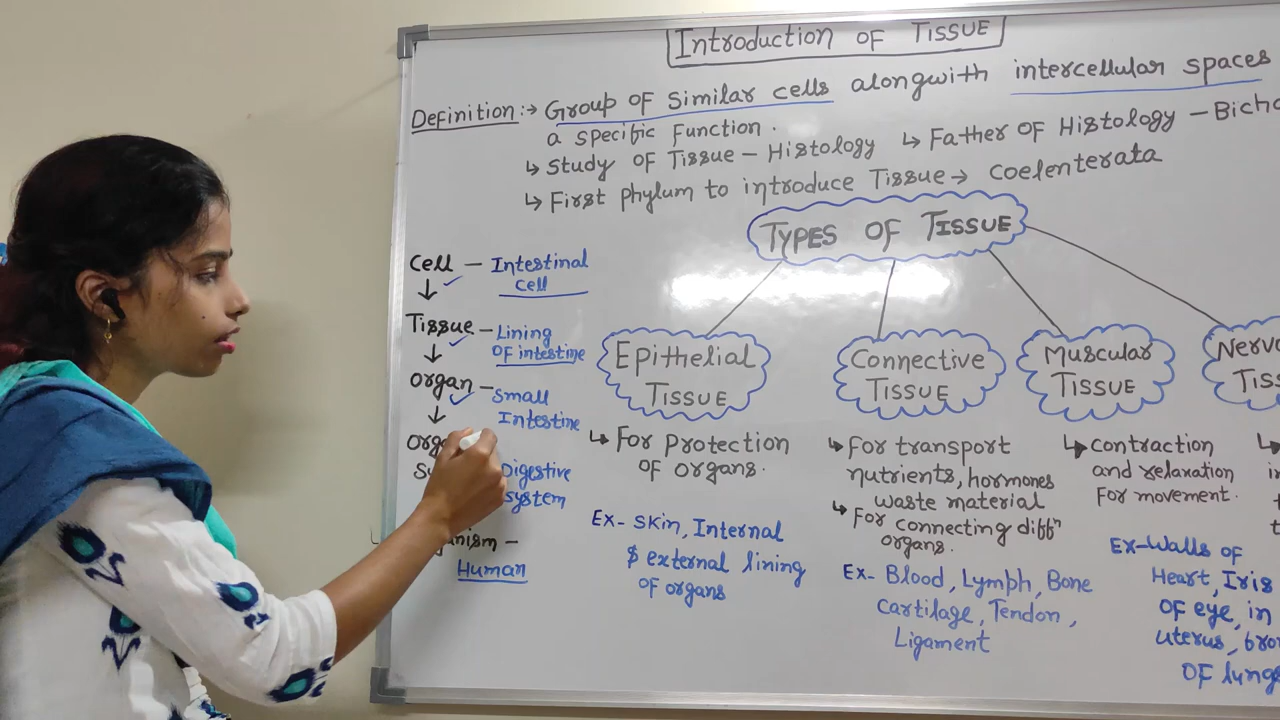 INTRODUCTION OF TISSUE
Definition:→ Group of similar cells alongwith intercellular spaces
a specific Function.
↳ Study of Tissue - Histology ↳ Father of Histology -
↳ First phylum to introduce Tissue → Coelenterata
TYPES OF TISSUE
Cell - Intestinal
cell
↓
Tissue - Lining
of intestine
↓
organ - Small
Intestine
↓
Digestive
system
Human
Epithelial
TISSUE
↳ For protection
of organs.
Ex- Skin, Internal
$ external lining
of organs
Connective
TISSUE
↳ For transport
nutrients, hormones
waste material
↳ For connecting diffⁿ
organs.
Ex- Blood, Lymph, Bone
Cartilage, Tendon,
Ligament
Muscular
TISSUE
↳ contraction
and relaxation
For movement.
Ex- Walls of
Heart, Iris
of eye, in
uterus,
of